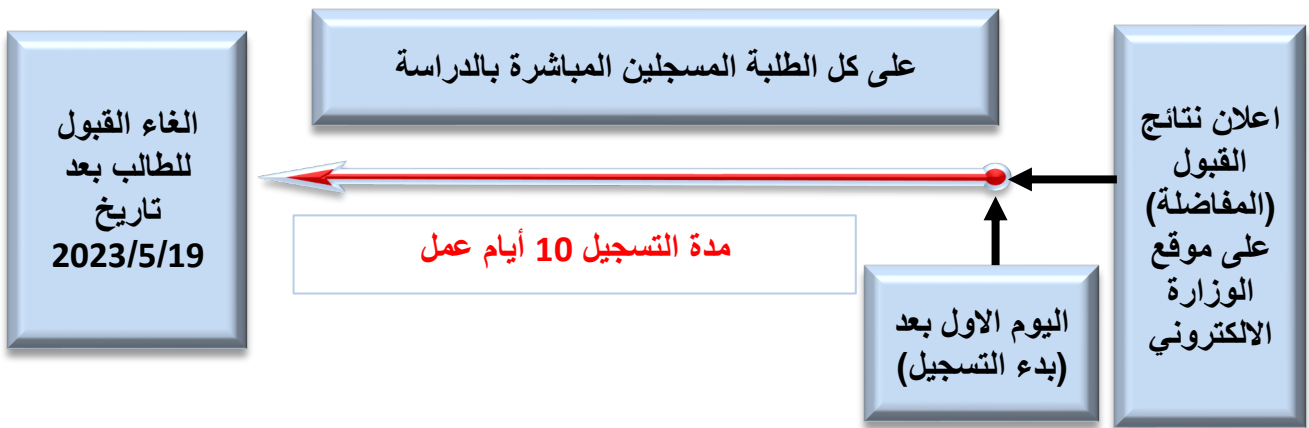 على كل الطلبة المسجلين المباشرة بالدراسة
اعلان نتائج
القبول
(المفاضلة)
على موقع
الوزارة
الالكتروني
اليوم الاول بعد
(بدء التسجيل)
مدة التسجيل 10 أيام عمل
الغاء القبول
للطالب بعد
تاريخ
2023/5/19